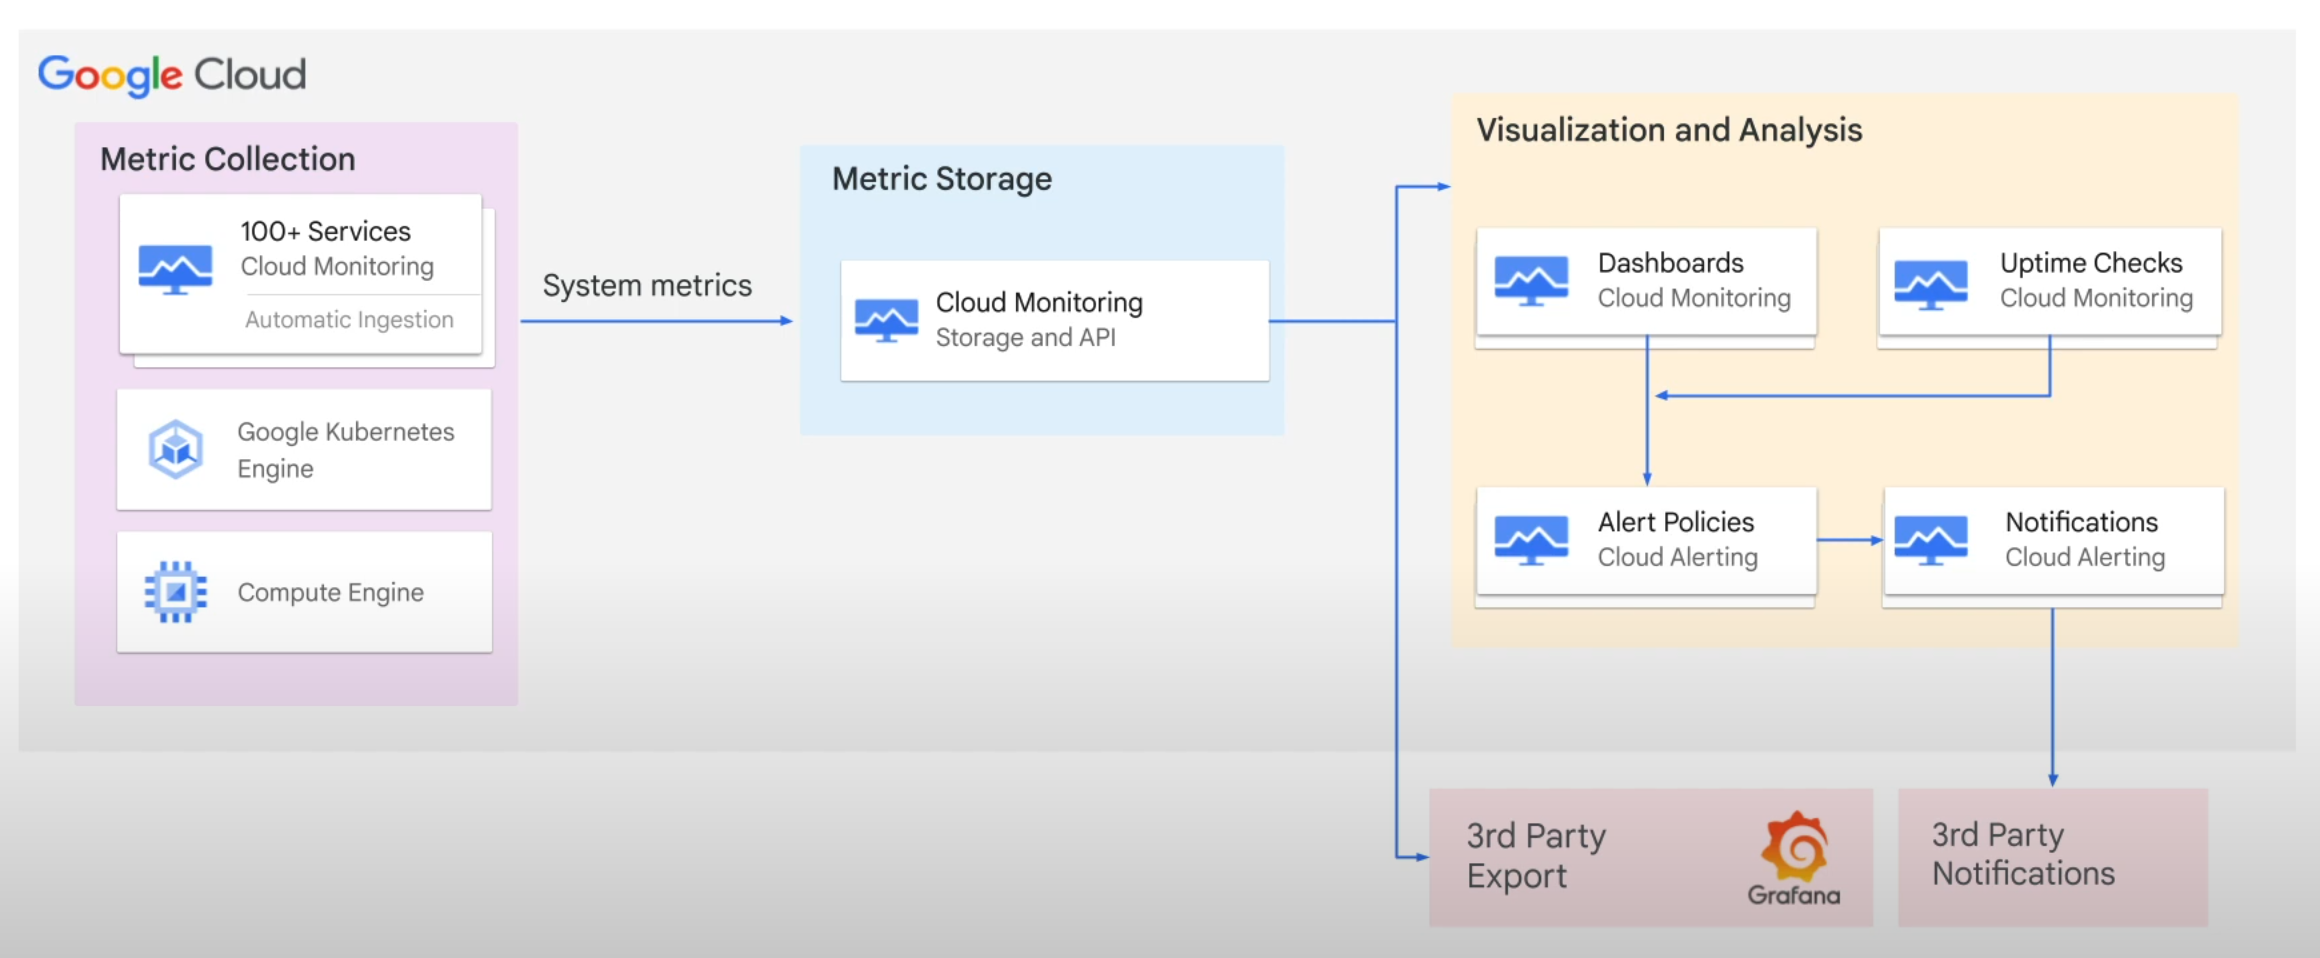 Google Cloud
Metric Collection
100+ Services
Cloud Monitoring
Automatic Ingestion
Google Kubernetes
Engine
Compute Engine
System metrics
Metric Storage
Cloud Monitoring
Storage and API
Visualization and Analysis
Dashboards
Cloud Monitoring
Uptime Checks
Cloud Monitoring
Alert Policies
Cloud Alerting
Notifications
Cloud Alerting
3rd Party
Export
Grafana
3rd Party
Notifications